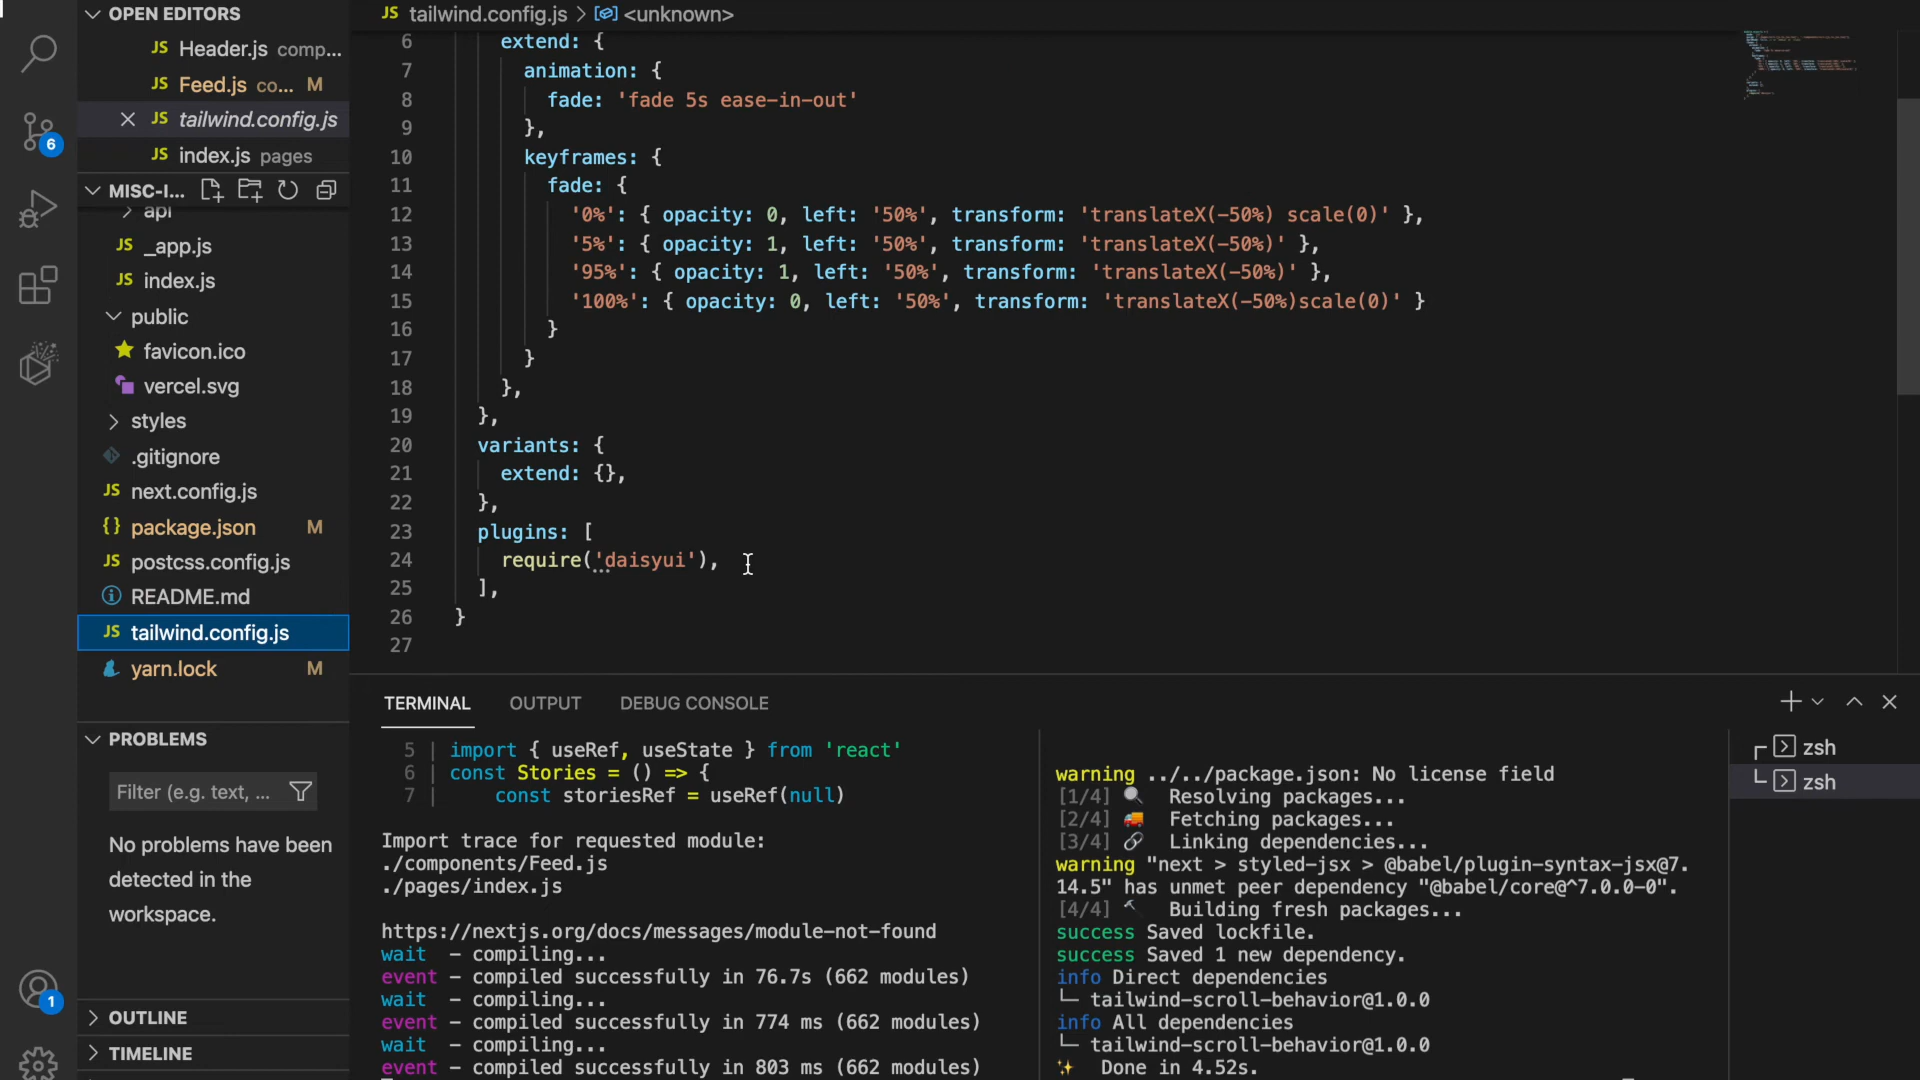 OPEN EDITORS
JS Header.js comp...
JS Feed.js co... M
JS tailwind.config.js
JS index.js pages
MISC-I...
api
JS _app.js
JS index.js
public
favicon.ico
vercel.svg
styles
.gitignore
JS next.config.js
{} package.json M
JS postcss.config.js
README.md
JS tailwind.config.js
yarn.lock M
PROBLEMS
Filter (e.g. text, ...
No problems have been
detected in the
workspace.
OUTLINE
TIMELINE
6
1
JS tailwind.config.js > <unknown>
6 extend: {
7 animation: {
8 fade: 'fade 5s ease-in-out'
9 },
10 keyframes: {
11 fade: {
12 '0%': { opacity: 0, left: '50%', transform: 'translateX(-50%) scale(0)' },
13 '5%': { opacity: 1, left: '50%', transform: 'translateX(-50%)' },
14 '95%': { opacity: 1, left: '50%', transform: 'translateX(-50%)' },
15 '100%': { opacity: 0, left: '50%', transform: 'translateX(-50%)scale(0)' }
16 }
17 }
18 },
19 },
20 variants: {
21 extend: {},
22 },
23 plugins: [
24 require('daisyui'),
25 ],
26 }
27
TERMINAL OUTPUT DEBUG CONSOLE
5 | import { useRef, useState } from 'react'
6 | const Stories = () => {
7 | const storiesRef = useRef(null)
Import trace for requested module:
./components/Feed.js
./pages/index.js
https://nextjs.org/docs/messages/module-not-found
wait - compiling...
event - compiled successfully in 76.7s (662 modules)
wait - compiling...
event - compiled successfully in 774 ms (662 modules)
wait - compiling...
event - compiled successfully in 803 ms (662 modules)
warning ../../package.json: No license field
[1/4] 🔍 Resolving packages...
[2/4] 🚚 Fetching packages...
[3/4] 🔗 Linking dependencies...
warning "next > styled-jsx > @babel/plugin-syntax-jsx@7.
14.5" has unmet peer dependency "@babel/core@^7.0.0-0".
[4/4] 🔨 Building fresh packages...
success Saved lockfile.
success Saved 1 new dependency.
info Direct dependencies
└─ tailwind-scroll-behavior@1.0.0
info All dependencies
└─ tailwind-scroll-behavior@1.0.0
✨ Done in 4.52s.
zsh
zsh